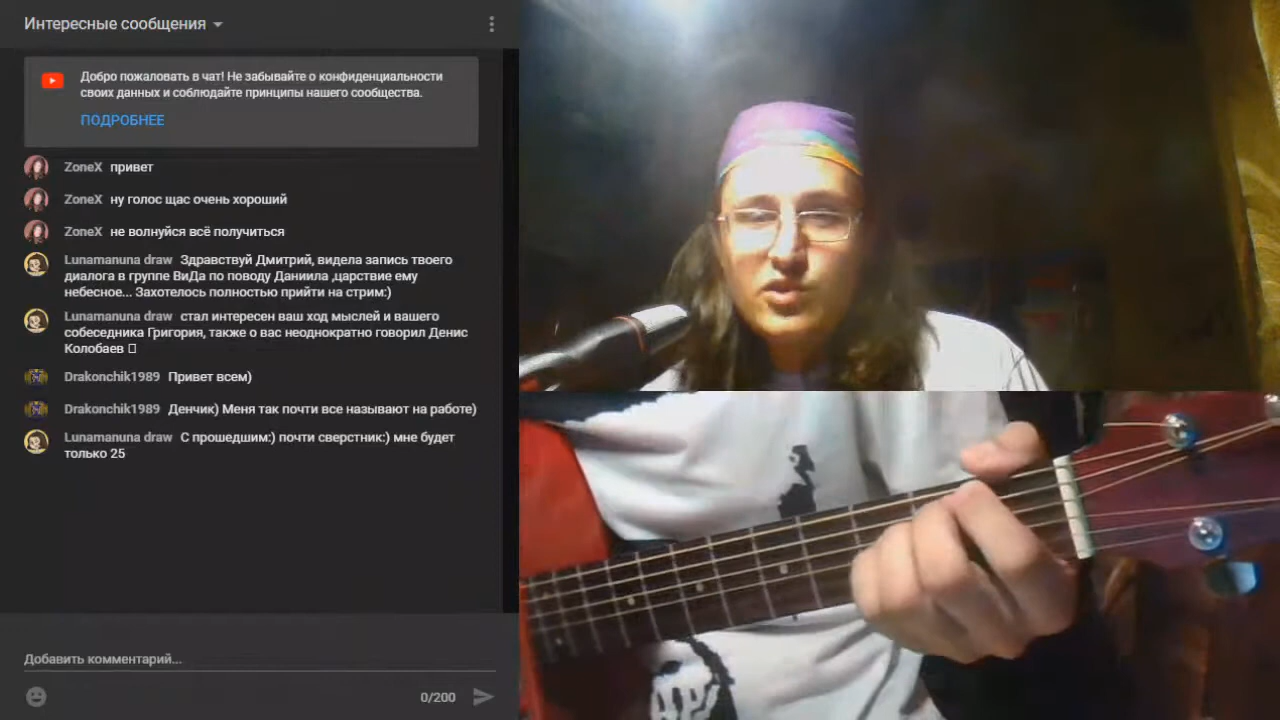 Интересные сообщения
Добро пожаловать в чат! Не забывайте о конфиденциальности
своих данных и соблюдайте принципы нашего сообщества.
ПОДРОБНЕЕ
ZoneX привет
ZoneX ну голос щас очень хороший
ZoneX не волнуйся всё получиться
Lunamanuna draw Здравствуй Дмитрий, видела запись твоего
диалога в группе ВиДа по поводу Даниила ,царствие ему
небесное... Захотелось полностью прийти на стрим:)
Lunamanuna draw стал интересен ваш ход мыслей и вашего
собеседника Григория, также о вас неоднократно говорил Денис
Колобаев
Drakonchik1989 Привет всем)
Drakonchik1989 Денчик) Меня так почти все называют на работе)
Lunamanuna draw С прошедшим:) почти сверстник:) мне будет
только 25
Добавить комментарий...
0/200